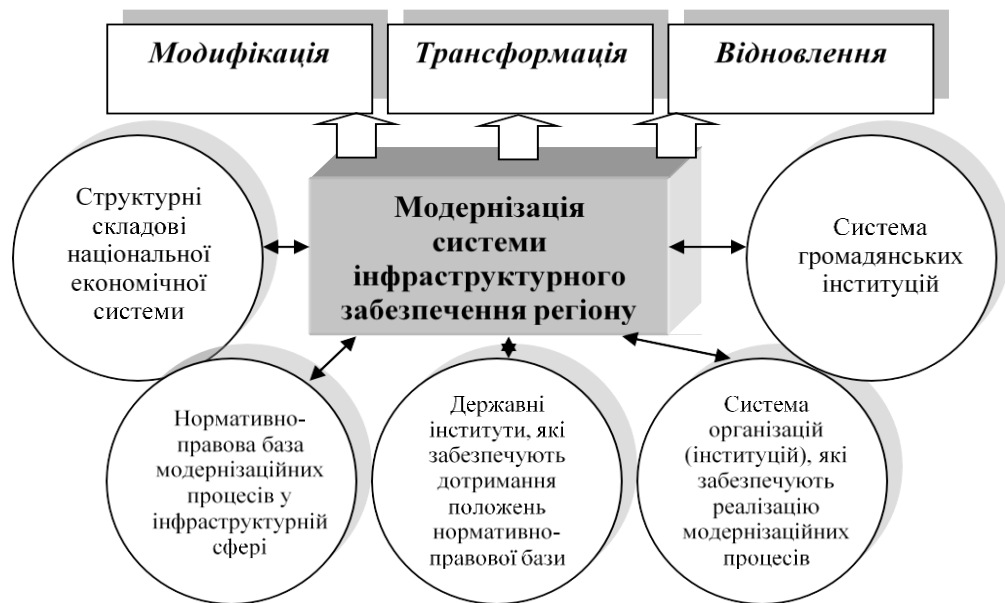 Модифікація
Трансформація
Відновлення
Структурні
складові
національної
економічної
системи
Модернізація
системи
інфраструктурного
забезпечення регіону
Система
громадянських
інституцій
Нормативно-
правова база
модернізаційних
процесів у
інфраструктурній
сфері
Державні
інститути, які
забезпечують
дотримання
положень
нормативно-
правової бази
Система
організацій
(інституцій), які
забезпечують
реалізацію
модернізаційних
процесів